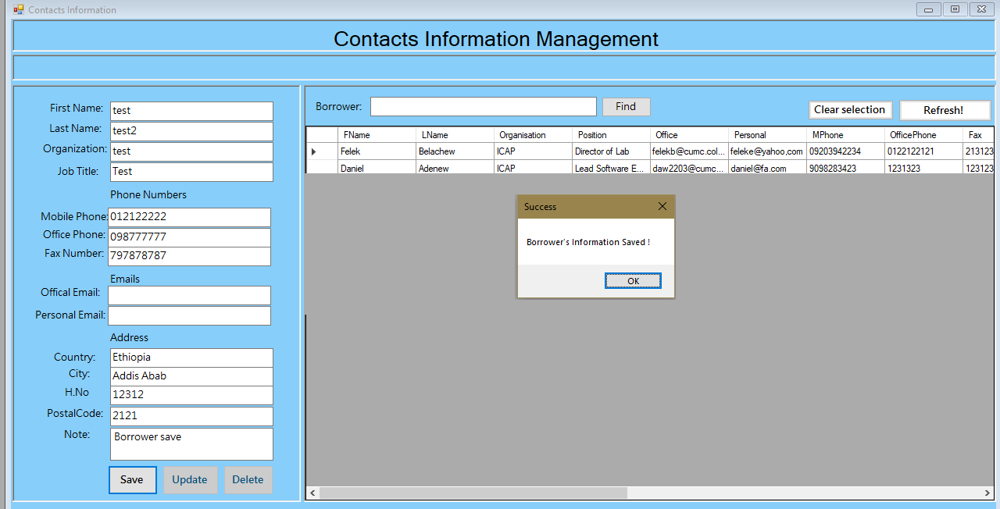 Contacts Information
Contacts Information Management
First Name: test
Last Name: test2
Organization: test
Job Title: Test
Phone Numbers
Mobile Phone: 012122222
Office Phone: 098777777
Fax Number: 797878787
Emails
Offical Email:
Personal Email:
Address
Country: Ethiopia
City: Addis Abab
H.No 12312
PostalCode: 2121
Note: Borrower save
Save Update Delete
Borrower: Find Clear selection Refresh!
FName LName Organisation Position Office Personal MPhone OfficePhone Fax
Felek Belachew ICAP Director of Lab felekb@cumc.col... feleke@yahoo,com 09203942234 0122122121 213123
Daniel Adenew ICAP Lead Software E... daw2203@cumc... daniel@fa.com 9098283423 1231323 123123
Success
Borrower's Information Saved !
OK